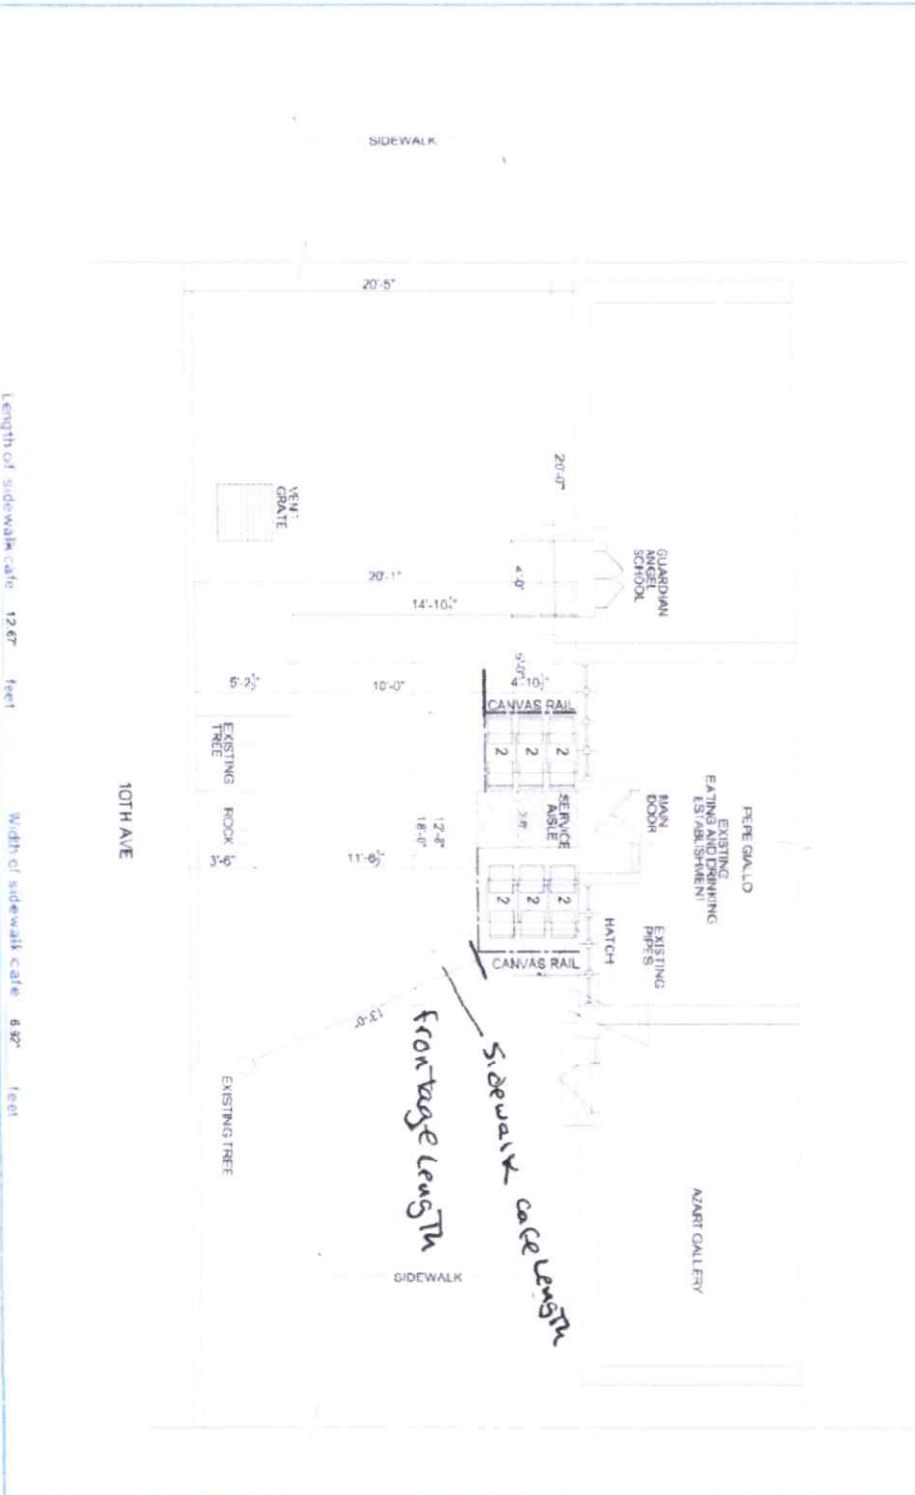 SIDEWALK
20'-5"
20'-0"
VENT
GRATE
GUARDIAN
ANGEL
SCHOOL
4'-0"
20'-1"
14'-10½"
5'-0"
4'-10½"
10'-0"
5'-2½"
CANVAS RAIL
2 2 2
EXISTING
TREE
ROCK
3'-6"
SERVICE
AISLE
MAIN
DOOR
PEPE GIALLO
EXISTING
EATING AND DRINKING
ESTABLISHMENT
12'-8"
18'-0"
11'-6½"
10TH AVE
2 2 2
HATCH
EXISTING
PIPES
CANVAS RAIL
13'-0"
EXISTING TREE
Sidewalk cafe Length
frontage Length
AZART GALLERY
SIDEWALK
Length of sidewalk cafe 12.67' feet
Width of sidewalk cafe 6.92' feet